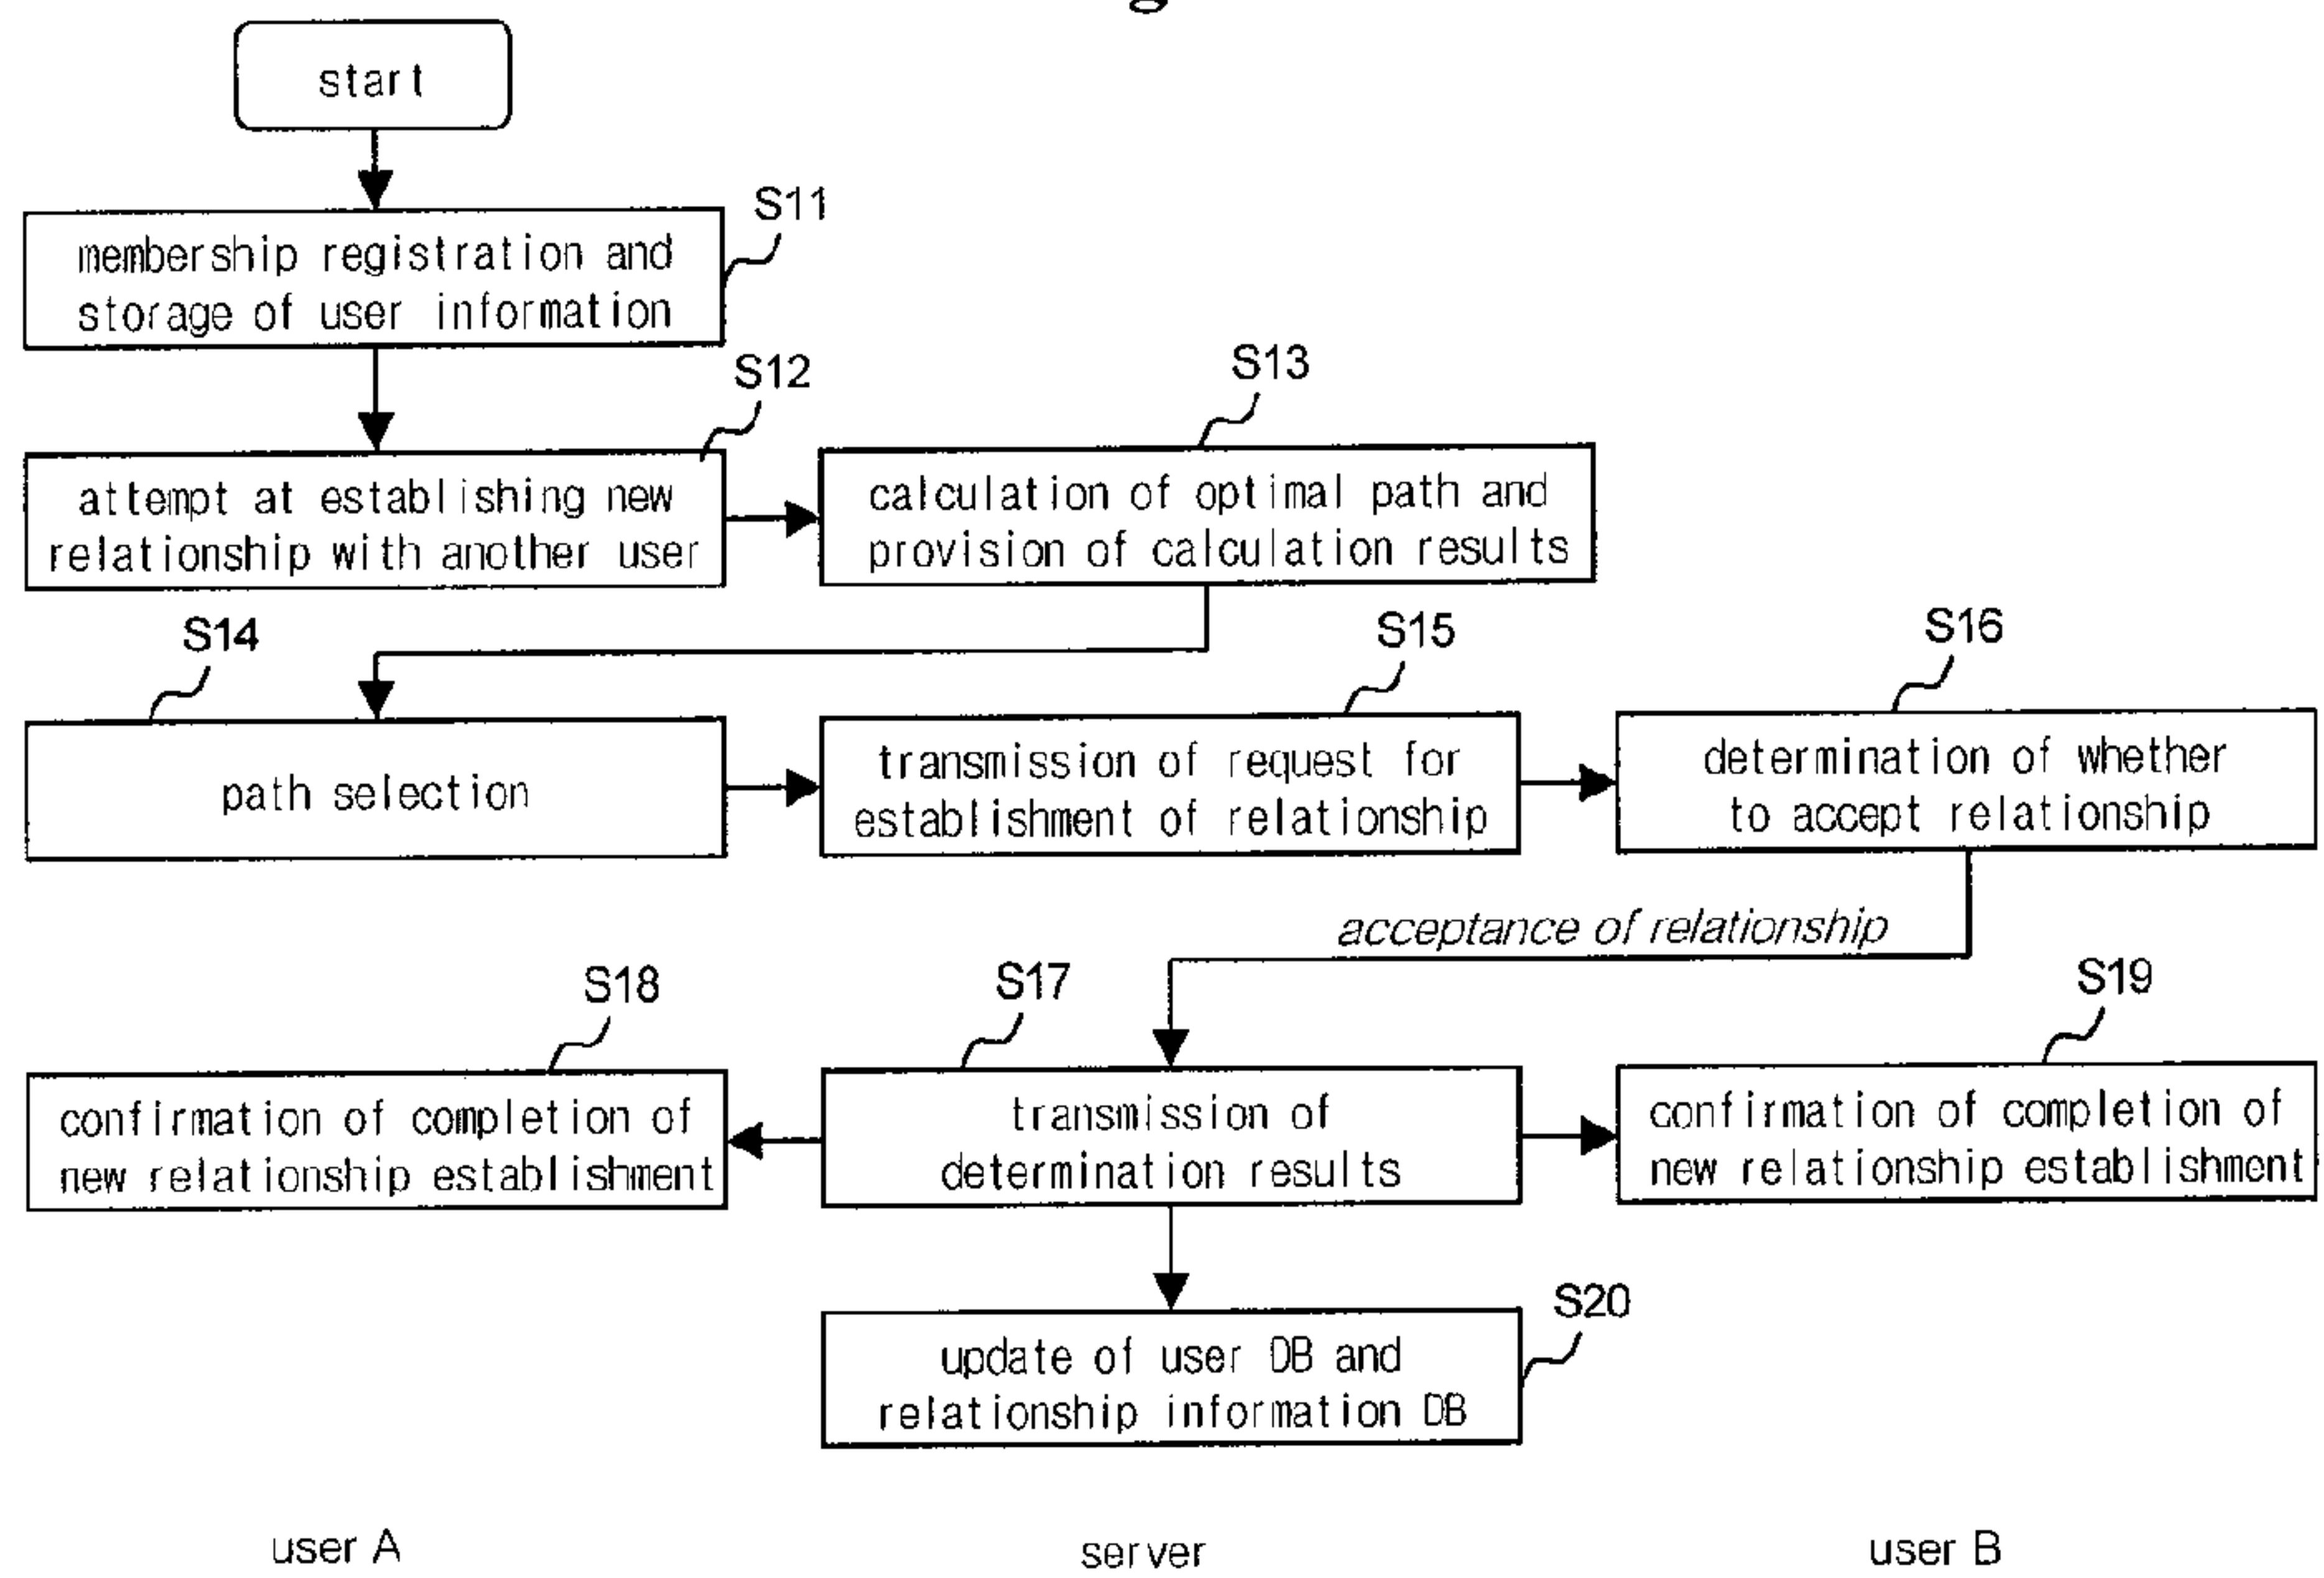 start
S11
membership registration and
storage of user information
S12
S13
attempt at establishing new
relationship with another user
calculation of optimal path and
provision of calculation results
S14
S15
S16
path selection
transmission of request for
establishment of relationship
determination of whether
to accept relationship
acceptance of relationship
S18
S17
S19
confirmation of completion of
new relationship establishment
transmission of
determination results
confirmation of completion of
new relationship establishment
S20
update of user DB and
relationship information DB
user A
server
user B